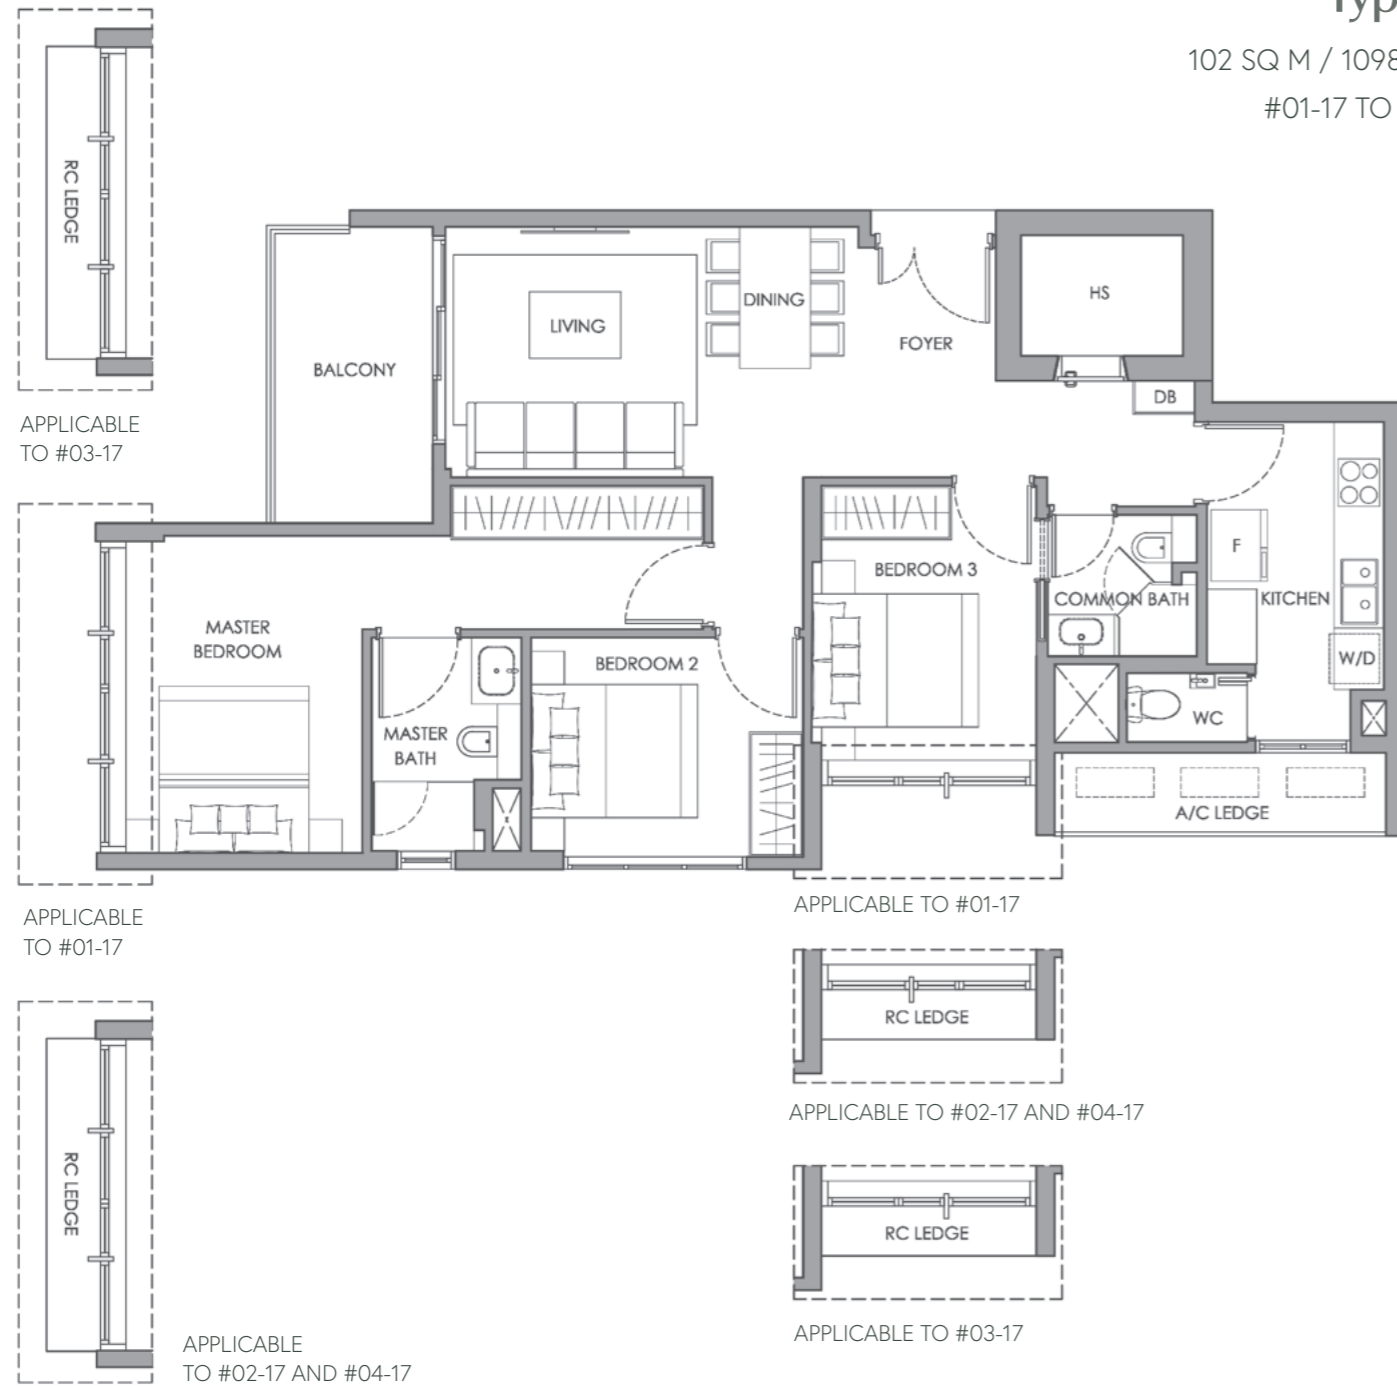 Typ
102 SQ M / 1098
#01-17 TO
RC LEDGE
APPLICABLE
TO #03-17
BALCONY
LIVING
DINING
FOYER
HS
DB
F
KITCHEN
W/D
BEDROOM 3
COMMON BATH
WC
A/C LEDGE
MASTER
BEDROOM
MASTER
BATH
BEDROOM 2
APPLICABLE
TO #01-17
APPLICABLE TO #01-17
RC LEDGE
APPLICABLE TO #02-17 AND #04-17
RC LEDGE
APPLICABLE TO #03-17
RC LEDGE
APPLICABLE
TO #02-17 AND #04-17